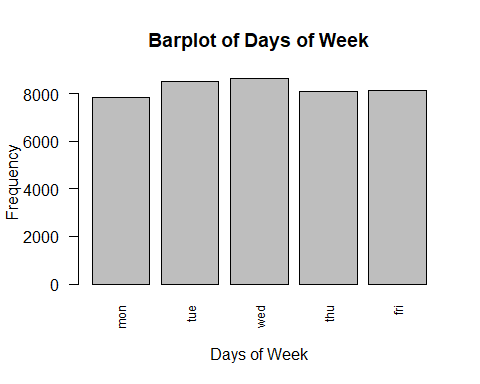 Barplot of Days of Week
Frequency
8000
6000
4000
2000
0
mon tue wed thu fri
Days of Week